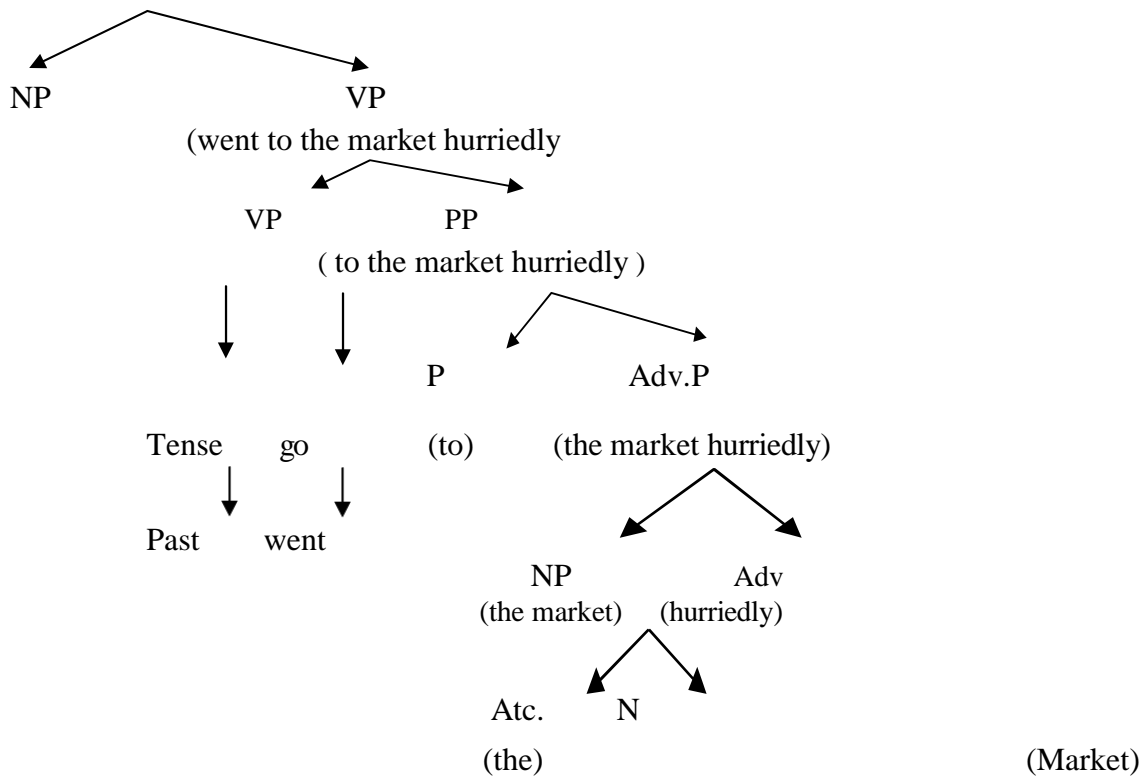 NP VP
(went to the market hurriedly
VP PP
( to the market hurriedly )
P Adv.P
Tense go (to) (the market hurriedly)
Past went
NP Adv
(the market) (hurriedly)
Atc. N
(the) (Market)